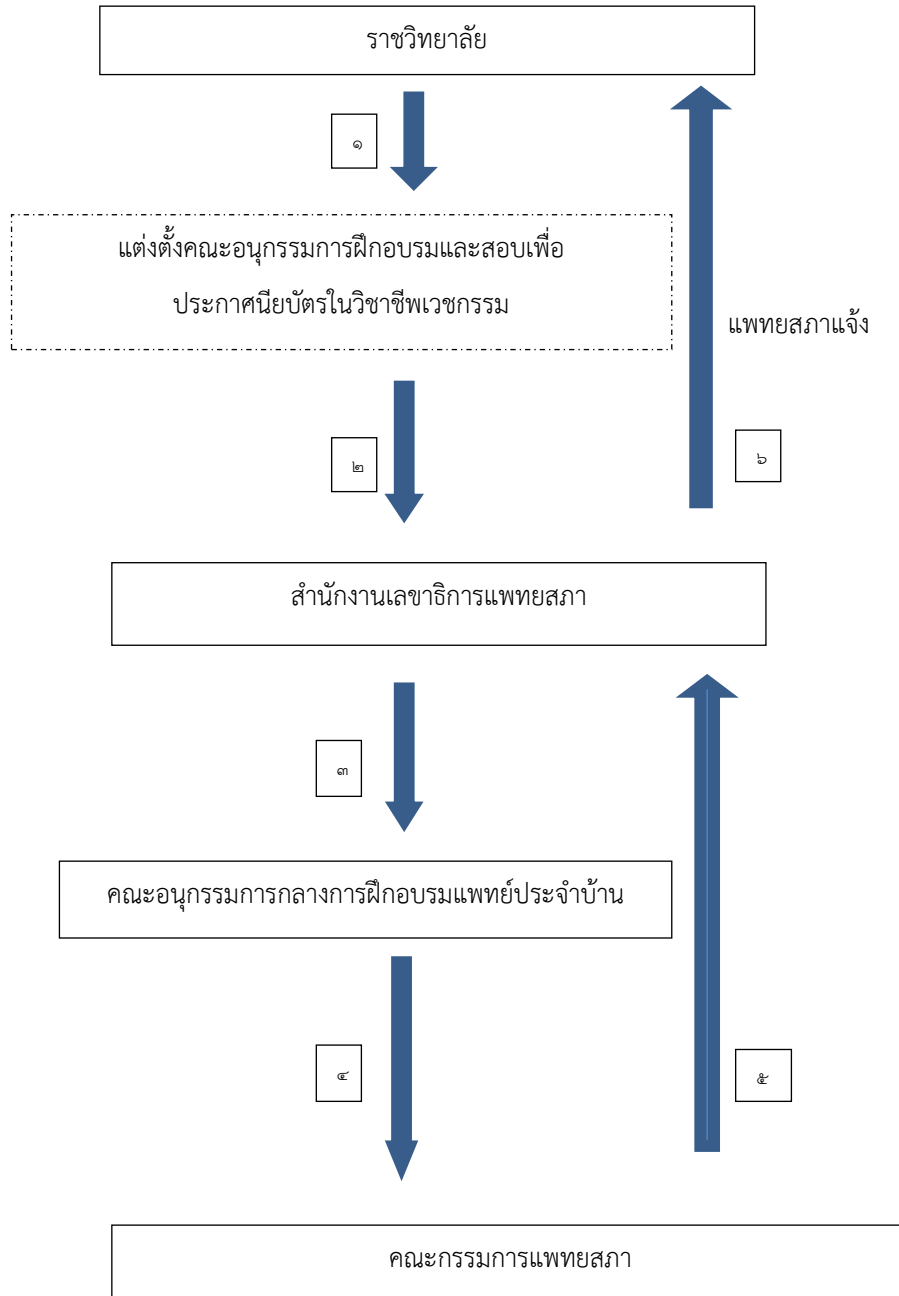 ราชวิทยาลัย
๑
แต่งตั้งคณะอนุกรรมการฝึกอบรมและสอบเพื่อ
ประกาศนียบัตรในวิชาชีพเวชกรรม
แพทยสภาแจ้ง
๒
๖
สำนักงานเลขาธิการแพทยสภา
๓
คณะอนุกรรมการกลางการฝึกอบรมแพทย์ประจำบ้าน
๔
๕
คณะกรรมการแพทยสภา